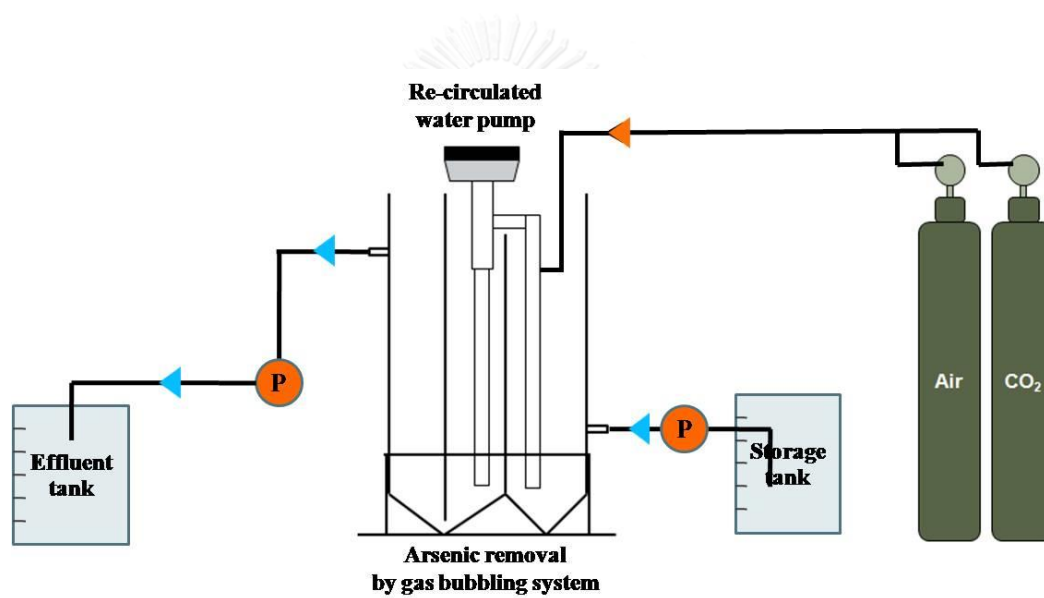 Re-circulated
water pump
P
Effluent
tank
P
Storage
tank
Air
CO₂
Arsenic removal
by gas bubbling system